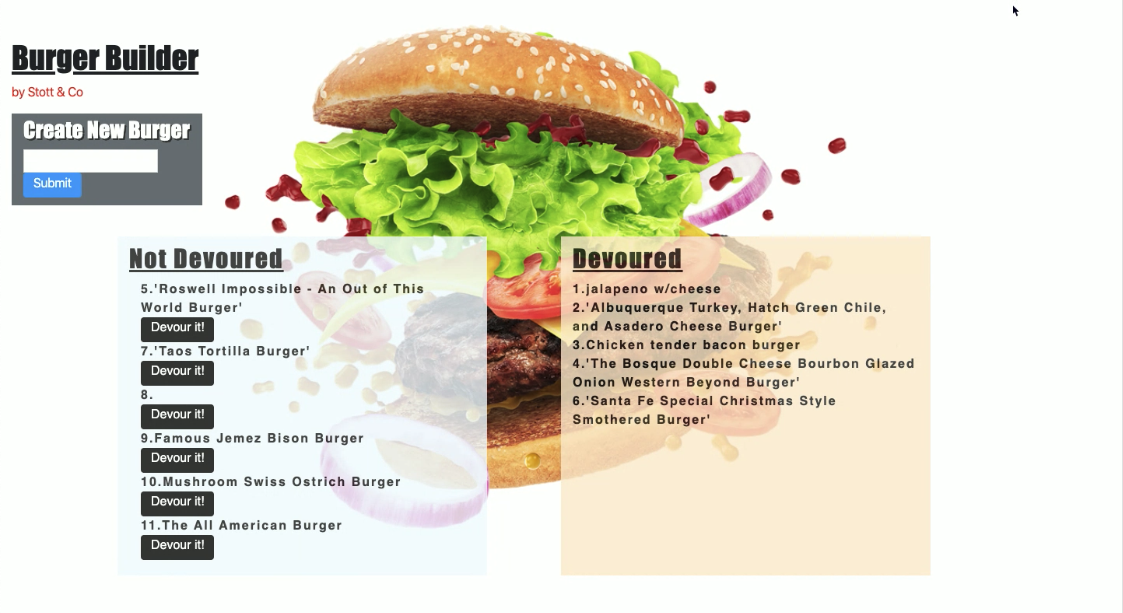 Burger Builder
by Stott & Co
Create New Burger
Submit
Not Devoured
5.'Roswell Impossible - An Out of This
World Burger'
Devour it!
7.'Taos Tortilla Burger'
Devour it!
8.
Devour it!
9.Famous Jemez Bison Burger
Devour it!
10.Mushroom Swiss Ostrich Burger
Devour it!
11.The All American Burger
Devour it!
Devoured
1.jalapeno w/cheese
2.'Albuquerque Turkey, Hatch Green Chile,
and Asadero Cheese Burger'
3.Chicken tender bacon burger
4.'The Bosque Double Cheese Bourbon Glazed
Onion Western Beyond Burger'
6.'Santa Fe Special Christmas Style
Smothered Burger'